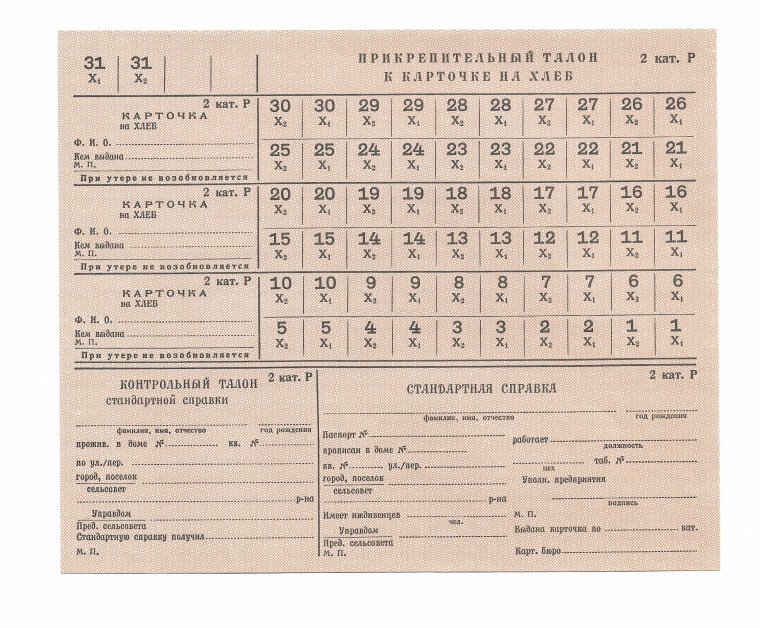 31 31 ПРИКРЕПИТЕЛЬНЫЙ ТАЛОН 2 кат. Р
Х₁ Х₂ К КАРТОЧКЕ НА ХЛЕБ
2 кат. Р 30 30 29 29 28 28 27 27 26 26
КАРТОЧКА Х₂ Х₁ Х₂ Х₁ Х₂ Х₁ Х₂ Х₁ Х₂ Х₁
на ХЛЕБ
Ф. И. О. 25 25 24 24 23 23 22 22 21 21
Кем выдана Х₂ Х₁ Х₂ Х₁ Х₂ Х₁ Х₂ Х₁ Х₂ Х₁
М. П.
При утере не возобновляется
2 кат. Р 20 20 19 19 18 18 17 17 16 16
КАРТОЧКА Х₂ Х₁ Х₂ Х₁ Х₂ Х₁ Х₂ Х₁ Х₂ Х₁
на ХЛЕБ
Ф. И. О. 15 15 14 14 13 13 12 12 11 11
Кем выдана Х₂ Х₁ Х₂ Х₁ Х₂ Х₁ Х₂ Х₁ Х₂ Х₁
М. П.
При утере не возобновляется
2 кат. Р 10 10 9 9 8 8 7 7 6 6
КАРТОЧКА Х₂ Х₁ Х₂ Х₁ Х₂ Х₁ Х₂ Х₁ Х₂ Х₁
на ХЛЕБ
Ф. И. О. 5 5 4 4 3 3 2 2 1 1
Кем выдана Х₂ Х₁ Х₂ Х₁ Х₂ Х₁ Х₂ Х₁ Х₂ Х₁
М. П.
При утере не возобновляется
КОНТРОЛЬНЫЙ ТАЛОН 2 кат. Р
стандартной справки
фамилия, имя, отчество год рождения
прожив. в доме № кв. №
по ул./пер.
город, поселок
сельсовет
р-на
Управдом
Пред. сельсовета
Стандартную справку получил
М. П.
2 кат. Р
СТАНДАРТНАЯ СПРАВКА
фамилия, имя, отчество год рождения
Паспорт № работает
должность
прописан в доме №
кв. № ул./пер. цех таб. №
город, поселок Уполн. предприятия
сельсовет
р-на подпись
Имеет иждивенцев М. П.
чел.
Управдом Выдана карточка по кат.
Пред. сельсовета
М. П. Карт. бюро